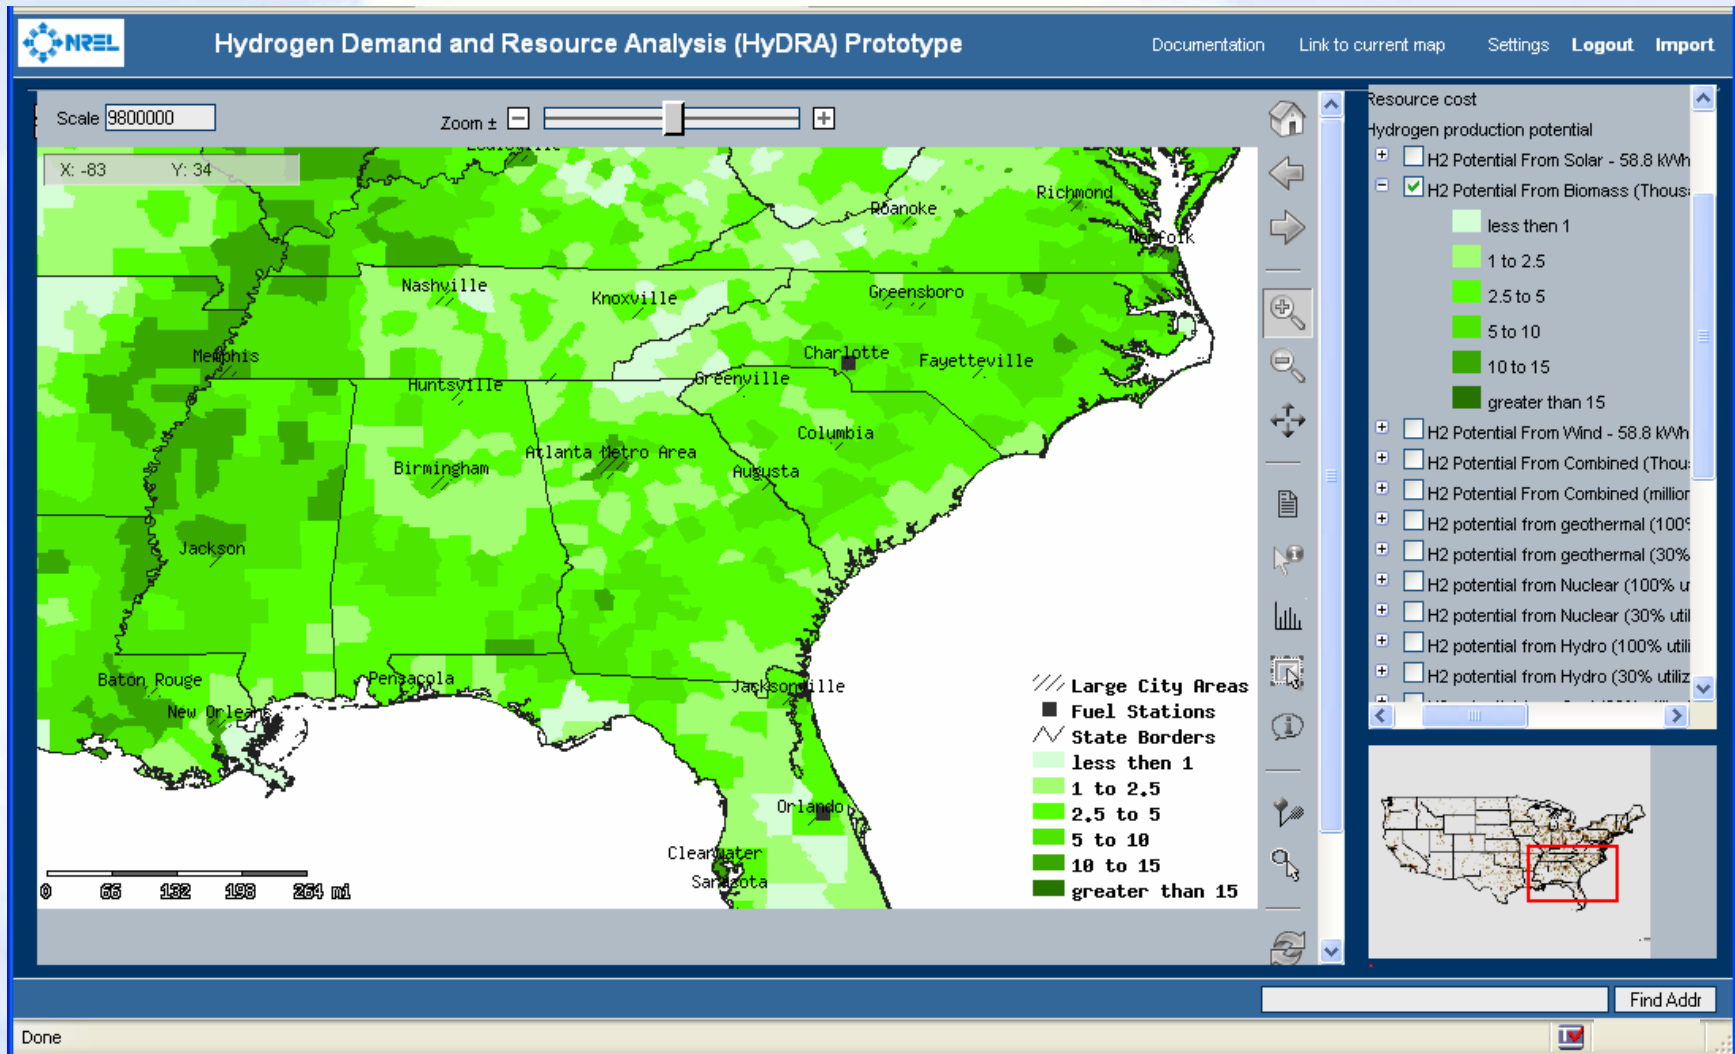 NREL
Hydrogen Demand and Resource Analysis (HyDRA) Prototype
Documentation Link to current map Settings Logout Import
Scale 9800000
Zoom ±
X: -83 Y: 34
Louisville
Richmond
Roanoke
Norfolk
Nashville
Knoxville
Greensboro
Memphis
Charlotte
Fayetteville
Huntsville
Greenville
Columbia
Atlanta Metro Area
Birmingham
Augusta
Jackson
Baton Rouge
Pensacola
Jacksonville
New Orleans
Orlando
Clearwater
Sarasota
0 66 132 198 264 mi
Large City Areas
Fuel Stations
State Borders
less then 1
1 to 2.5
2.5 to 5
5 to 10
10 to 15
greater than 15
Resource cost
Hydrogen production potential
H2 Potential From Solar - 58.8 kWh
H2 Potential From Biomass (Thous
less then 1
1 to 2.5
2.5 to 5
5 to 10
10 to 15
greater than 15
H2 Potential From Wind - 58.8 kWh
H2 Potential From Combined (Thou
H2 Potential From Combined (million
H2 potential from geothermal (100%
H2 potential from geothermal (30%
H2 potential from Nuclear (100% u
H2 potential from Nuclear (30% util
H2 potential from Hydro (100% utili
H2 potential from Hydro (30% utiliz
Find Addr
Done